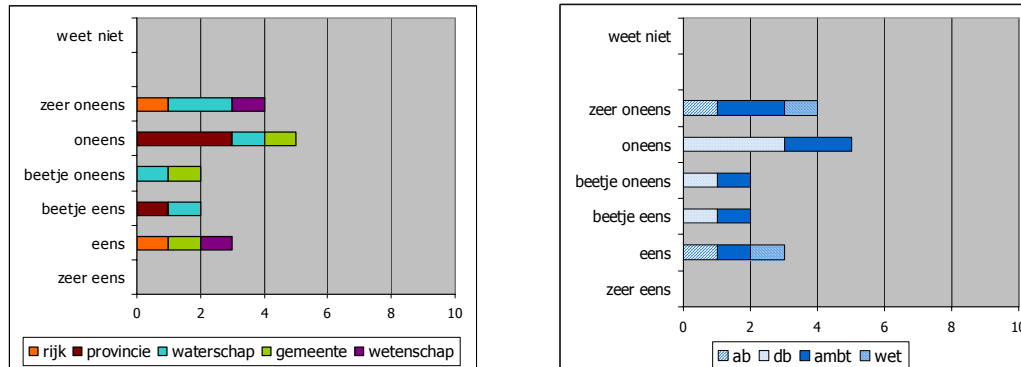 weet niet
zeer oneens
oneens
beetje oneens
beetje eens
eens
zeer eens
0 2 4 6 8 10
rijk provincie waterschap gemeente wetenschap
weet niet
zeer oneens
oneens
beetje oneens
beetje eens
eens
zeer eens
0 2 4 6 8 10
ab db ambt wet